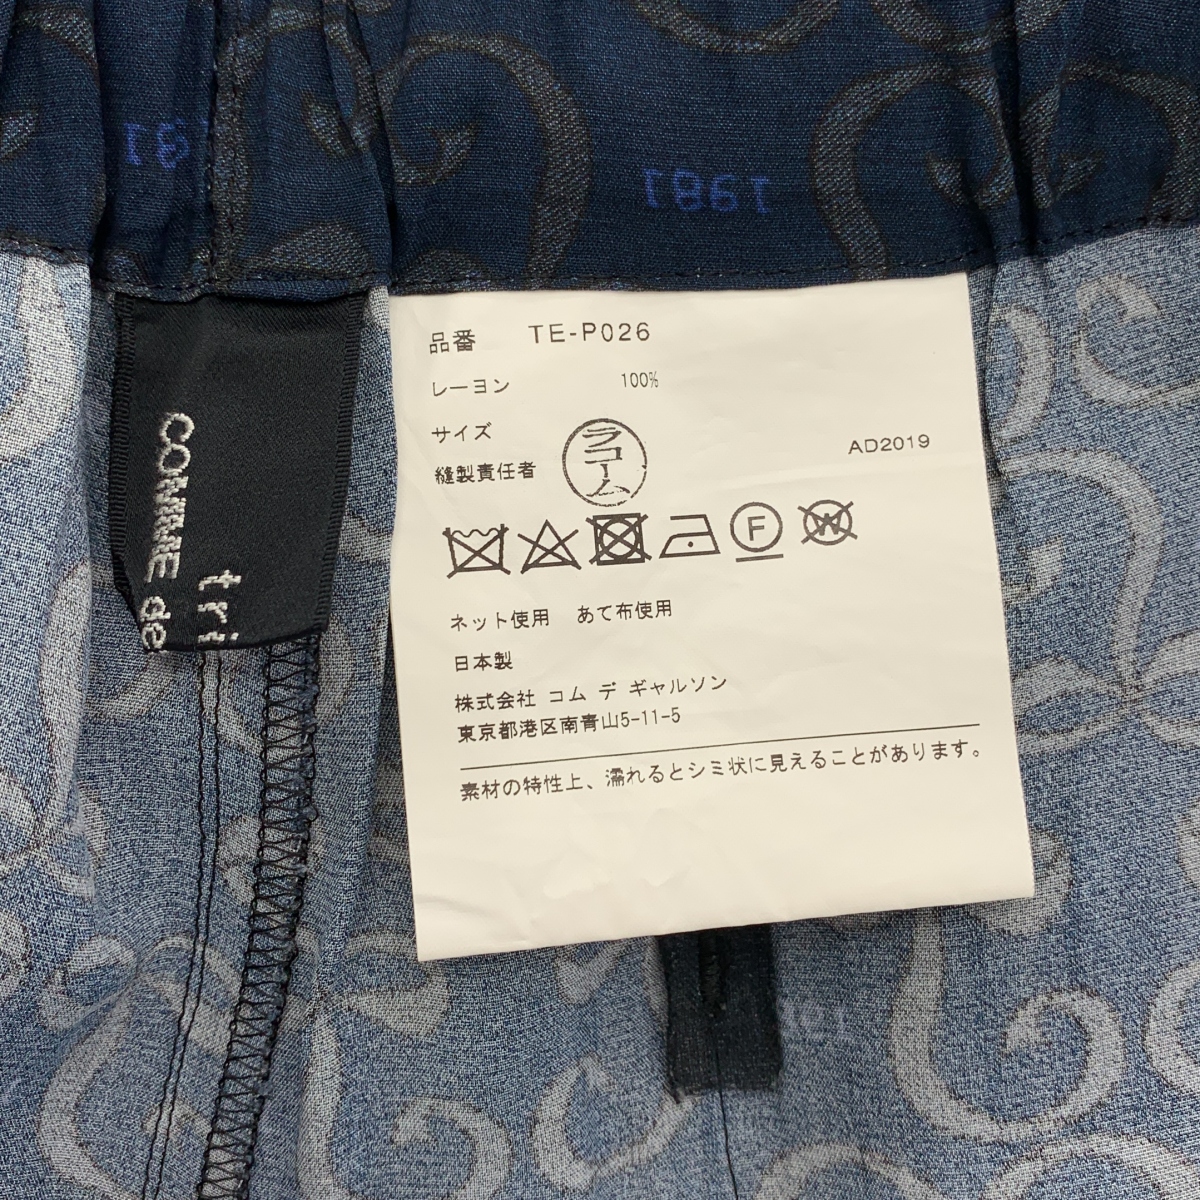 1981
品番 TE-P026
レーヨン 100%
サイズ
縫製責任者 ラコーム AD2019
F W
ネット使用 あて布使用
日本製
株式会社 コム デ ギャルソン
東京都港区南青山5-11-5
素材の特性上、濡れるとシミ状に見えることがあります。
tri
COMME de